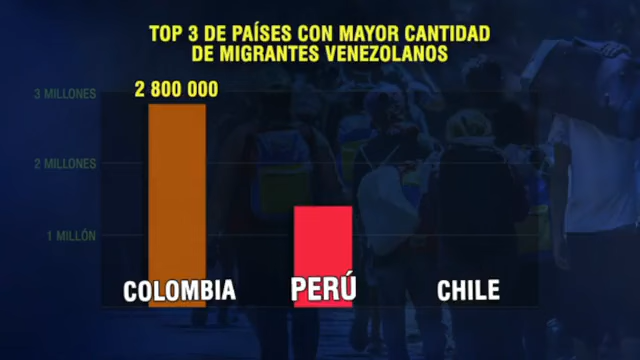 TOP 3 DE PAÍSES CON MAYOR CANTIDAD
DE MIGRANTES VENEZOLANOS
3 MILLONES
2 800 000
2 MILLONES
1 MILLÓN
COLOMBIA
PERÚ
CHILE